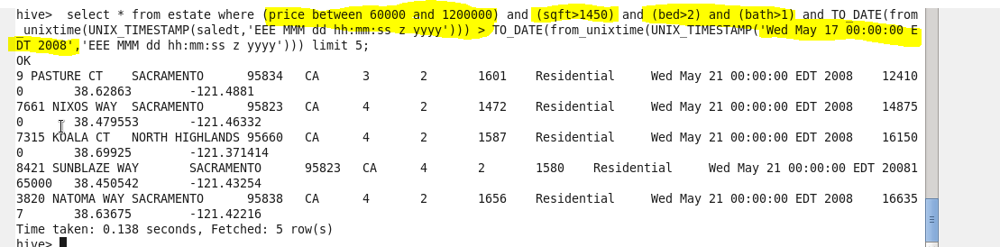 hive>  select * from estate where (price between 60000 and 1200000) and (sqft>1450) and (bed>2) and (bath>1) and TO_DATE(from
_unixtime(UNIX_TIMESTAMP(saledt,'EEE MMM dd hh:mm:ss z yyyy'))) > TO_DATE(from_unixtime(UNIX_TIMESTAMP('Wed May 17 00:00:00 E
DT 2008','EEE MMM dd hh:mm:ss z yyyy'))) limit 5;
OK
9 PASTURE CT    SACRAMENTO      95834   CA      3       2       1601    Residential     Wed May 21 00:00:00 EDT 2008    12410
0       38.62863        -121.4881
7661 NIXOS WAY  SACRAMENTO      95823   CA      4       2       1472    Residential     Wed May 21 00:00:00 EDT 2008    14875
0       38.479553       -121.46332
7315 KOALA CT   NORTH HIGHLANDS 95660   CA      4       2       1587    Residential     Wed May 21 00:00:00 EDT 2008    16150
0       38.69925        -121.371414
8421 SUNBLAZE WAY       SACRAMENTO      95823   CA      4       2       1580    Residential     Wed May 21 00:00:00 EDT 20081
65000   38.450542       -121.43254
3820 NATOMA WAY SACRAMENTO      95838   CA      4       2       1656    Residential     Wed May 21 00:00:00 EDT 2008    16635
7       38.63675        -121.42216
Time taken: 0.138 seconds, Fetched: 5 row(s)
hive>